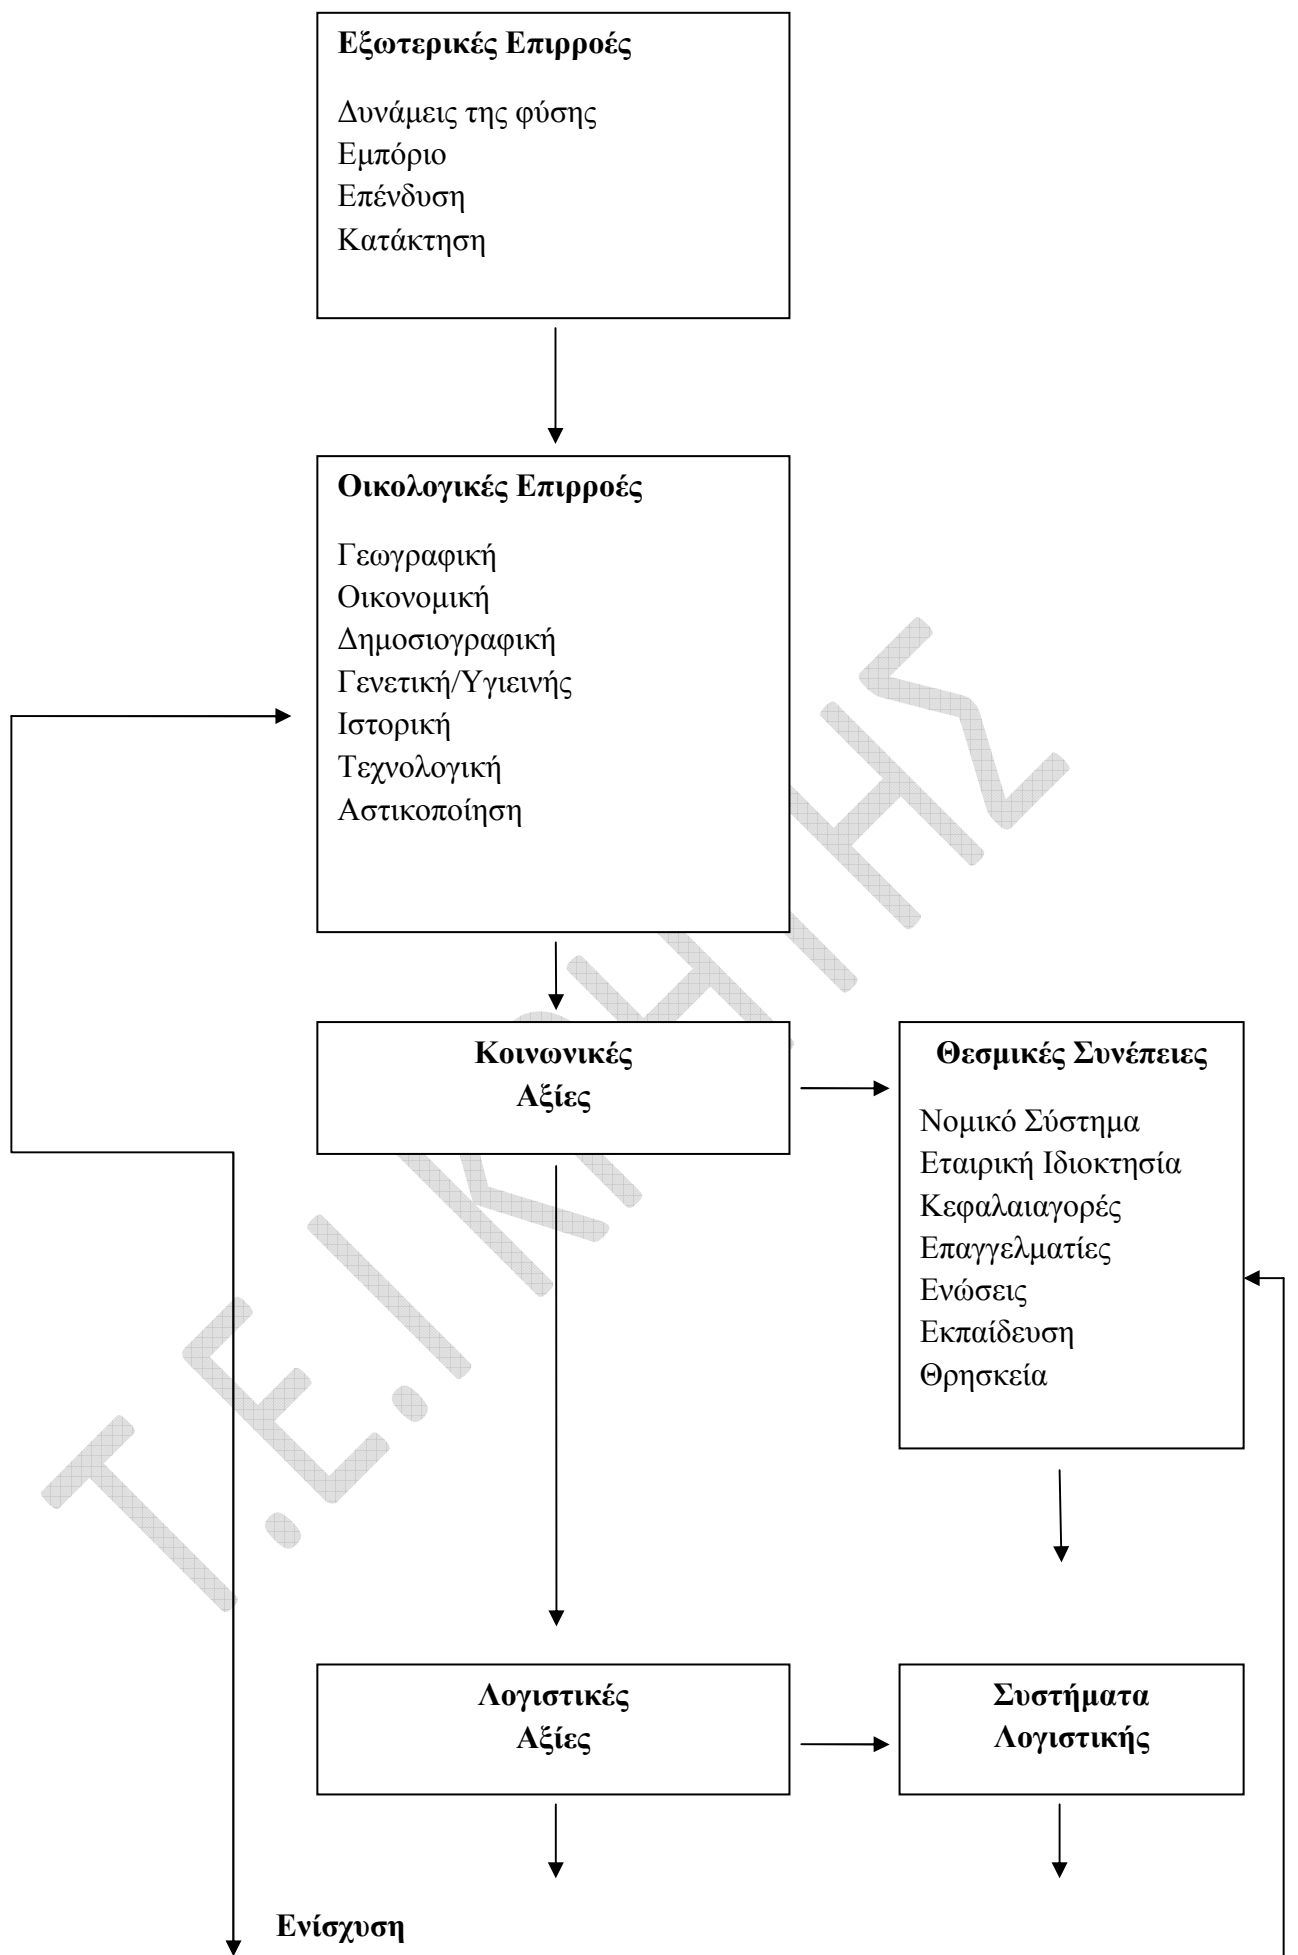 Εξωτερικές Επιρροές
Δυνάμεις της φύσης
Εμπόριο
Επένδυση
Κατάκτηση
Οικολογικές Επιρροές
Γεωγραφική
Οικονομική
Δημοσιογραφική
Γενετική/Υγιεινής
Ιστορική
Τεχνολογική
Αστικοποίηση
Κοινωνικές
Αξίες
Θεσμικές Συνέπειες
Νομικό Σύστημα
Εταιρική Ιδιοκτησία
Κεφαλαιαγορές
Επαγγελματίες
Ενώσεις
Εκπαίδευση
Θρησκεία
Λογιστικές
Αξίες
Συστήματα
Λογιστικής
Ενίσχυση
Τ.Ε.Ι ΚΡΗΤΗΣ